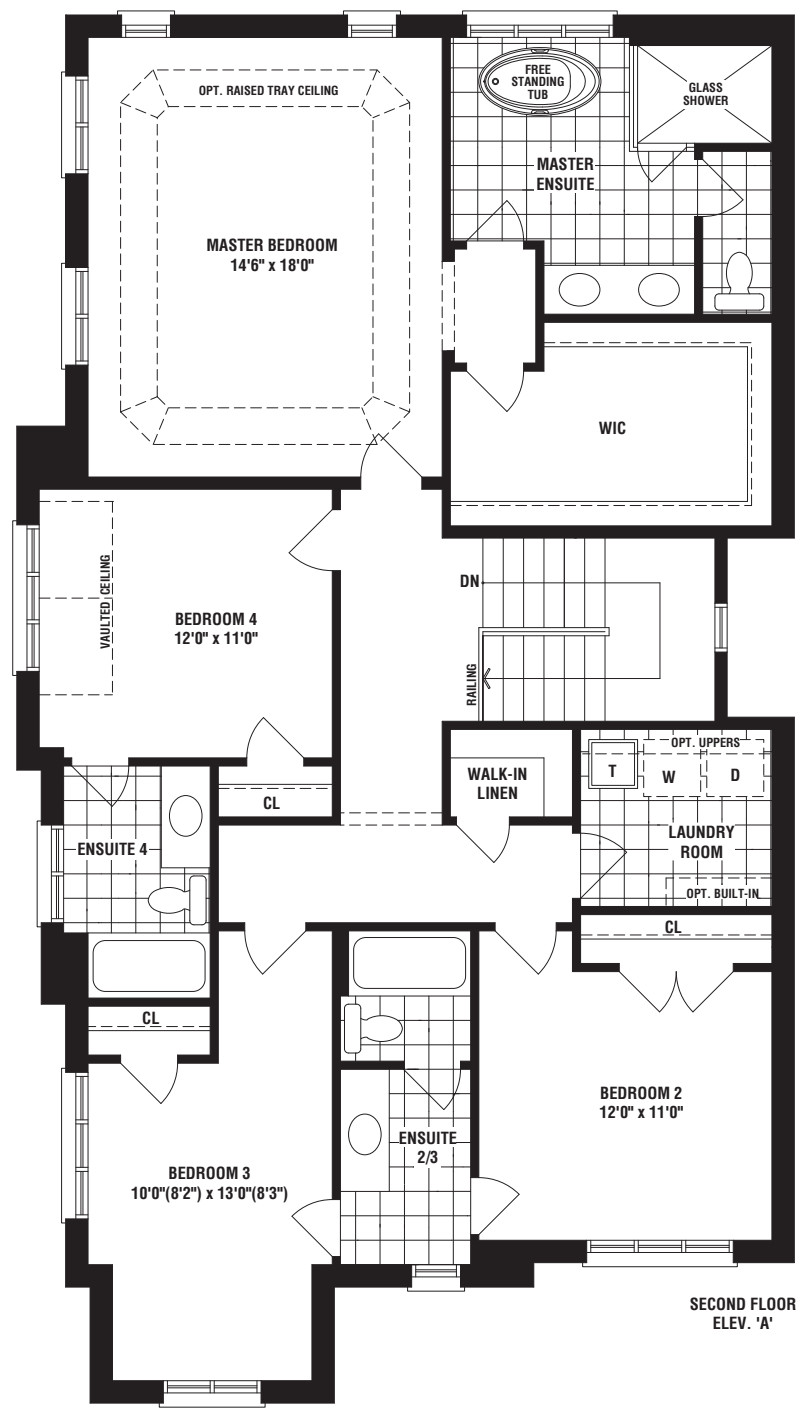 OPT. RAISED TRAY CEILING
FREE
STANDING
TUB
GLASS
SHOWER
MASTER
ENSUITE
MASTER BEDROOM
14'6" x 18'0"
WIC
VAULTED CEILING
BEDROOM 4
12'0" x 11'0"
DN
RAILING
CL
WALK-IN
LINEN
OPT. UPPERS
T
W
D
LAUNDRY
ROOM
OPT. BUILT-IN
ENSUITE 4
CL
CL
BEDROOM 2
12'0" x 11'0"
ENSUITE
2/3
BEDROOM 3
10'0"(8'2") x 13'0"(8'3")
SECOND FLOOR
ELEV. 'A'